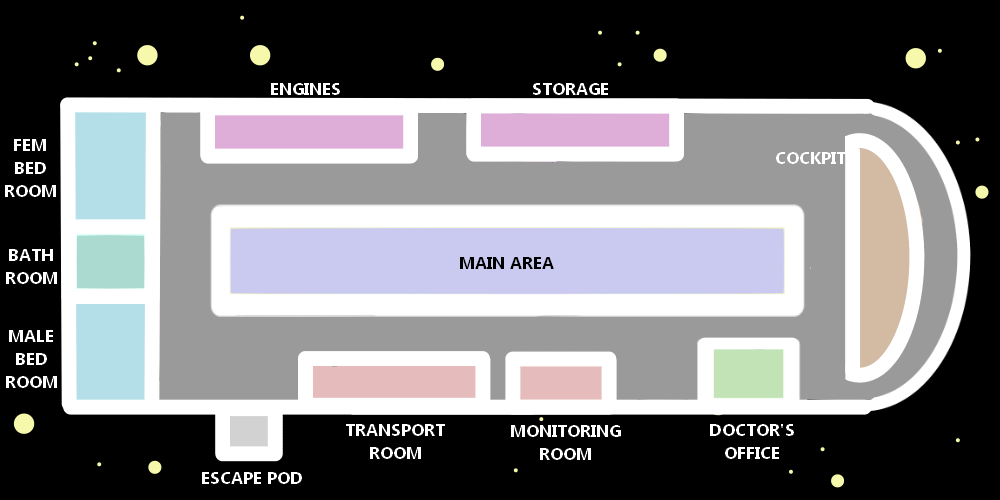 ENGINES
STORAGE
FEM
BED
ROOM
COCKPIT
BATH
ROOM
MAIN AREA
MALE
BED
ROOM
TRANSPORT
ROOM
MONITORING
ROOM
DOCTOR'S
OFFICE
ESCAPE POD